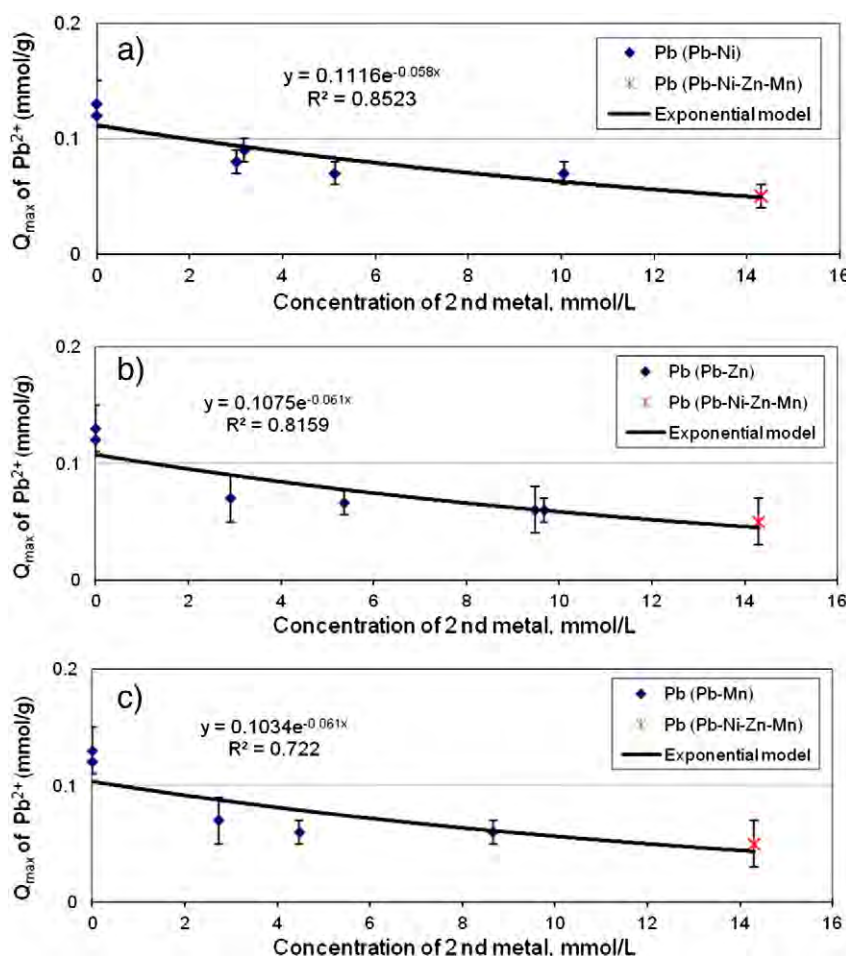 a)
0.2
0.1
0
Q_max of Pb²⁺ (mmol/g)
y = 0.1116e^-0.058x
R² = 0.8523
Pb (Pb-Ni)
Pb (Pb-Ni-Zn-Mn)
Exponential model
0 2 4 6 8 10 12 14 16
Concentration of 2 nd metal, mmol/L
b)
0.2
0.1
0
Q_max of Pb²⁺ (mmol/g)
y = 0.1075e^-0.061x
R² = 0.8159
Pb (Pb-Zn)
Pb (Pb-Ni-Zn-Mn)
Exponential model
0 2 4 6 8 10 12 14 16
Concentration of 2 nd metal, mmol/L
c)
0.2
0.1
0
Q_max of Pb²⁺ (mmol/g)
y = 0.1034e^-0.061x
R² = 0.722
Pb (Pb-Mn)
Pb (Pb-Ni-Zn-Mn)
Exponential model
0 2 4 6 8 10 12 14 16
Concentration of 2 nd metal, mmol/L